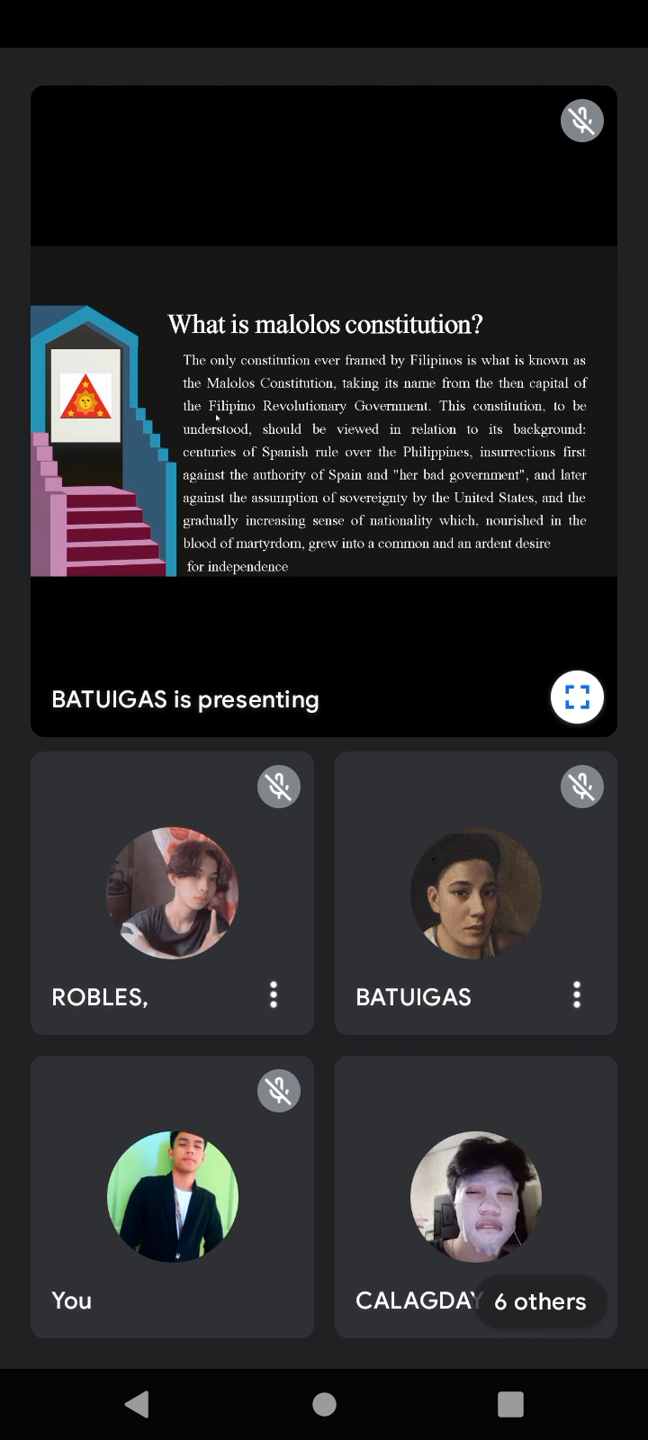 What is malolos constitution?
The only constitution ever framed by Filipinos is what is known as
the Malolos Constitution, taking its name from the then capital of
the Filipino Revolutionary Government. This constitution, to be
understood, should be viewed in relation to its background:
centuries of Spanish rule over the Philippines, insurrections first
against the authority of Spain and "her bad government", and later
against the assumption of sovereignty by the United States, and the
gradually increasing sense of nationality which, nourished in the
blood of martyrdom, grew into a common and an ardent desire
for independence
BATUIGAS is presenting
ROBLES,
BATUIGAS
You
CALAGDAY
6 others